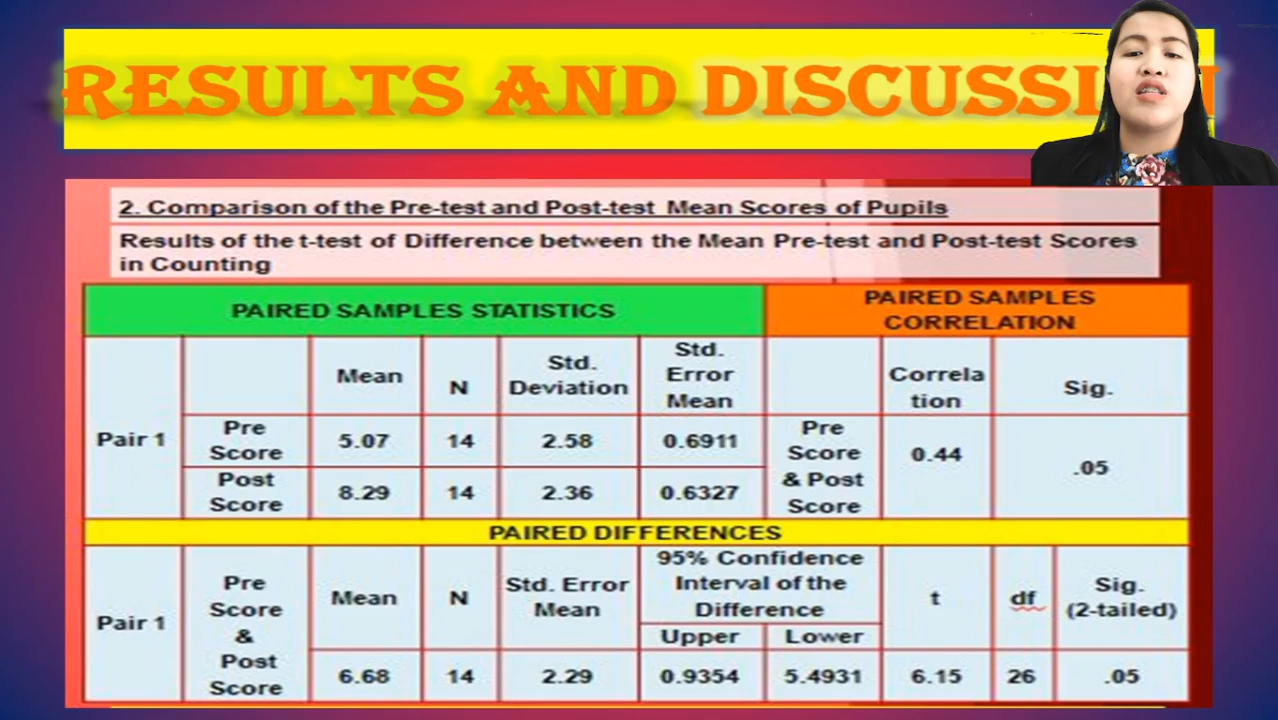 RESULTS AND DISCUSSION
2. Comparison of the Pre-test and Post-test Mean Scores of Pupils
Results of the t-test of Difference between the Mean Pre-test and Post-test Scores
in Counting
PAIRED SAMPLES STATISTICS
PAIRED SAMPLES
CORRELATION
Pair 1
Mean
N
Std.
Deviation
Std.
Error
Mean
Correla
tion
Sig.
Pre
Score
5.07
14
2.58
0.6911
Pre
Score
& Post
Score
0.44
.05
Post
Score
8.29
14
2.36
0.6327
PAIRED DIFFERENCES
Pair 1
Pre
Score
&
Post
Score
Mean
N
Std. Error
Mean
95% Confidence
Interval of the
Difference
Upper
Lower
t
df
Sig.
(2-tailed)
6.68
14
2.29
0.9354
5.4931
6.15
26
.05